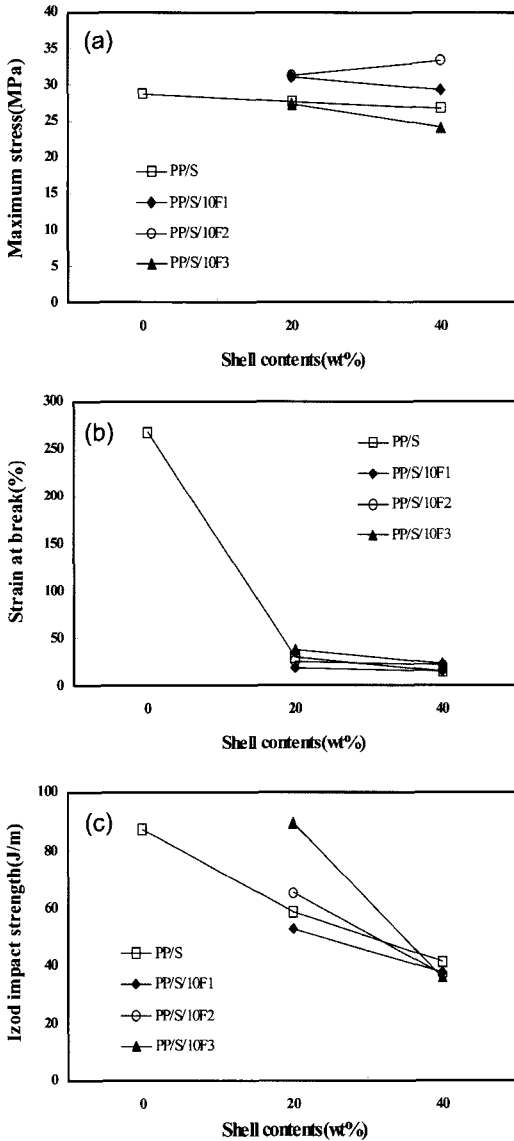 (a)
40
35
30
25
20
15
10
5
0
Maximum stress(MPa)
PP/S
PP/S/10F1
PP/S/10F2
PP/S/10F3
0 20 40
Shell contents(wt%)
(b)
300
250
200
150
100
50
0
Strain at break(%)
PP/S
PP/S/10F1
PP/S/10F2
PP/S/10F3
0 20 40
Shell contents(wt%)
(c)
100
80
60
40
20
0
Izod impact strength(J/m)
PP/S
PP/S/10F1
PP/S/10F2
PP/S/10F3
0 20 40
Shell contents(wt%)